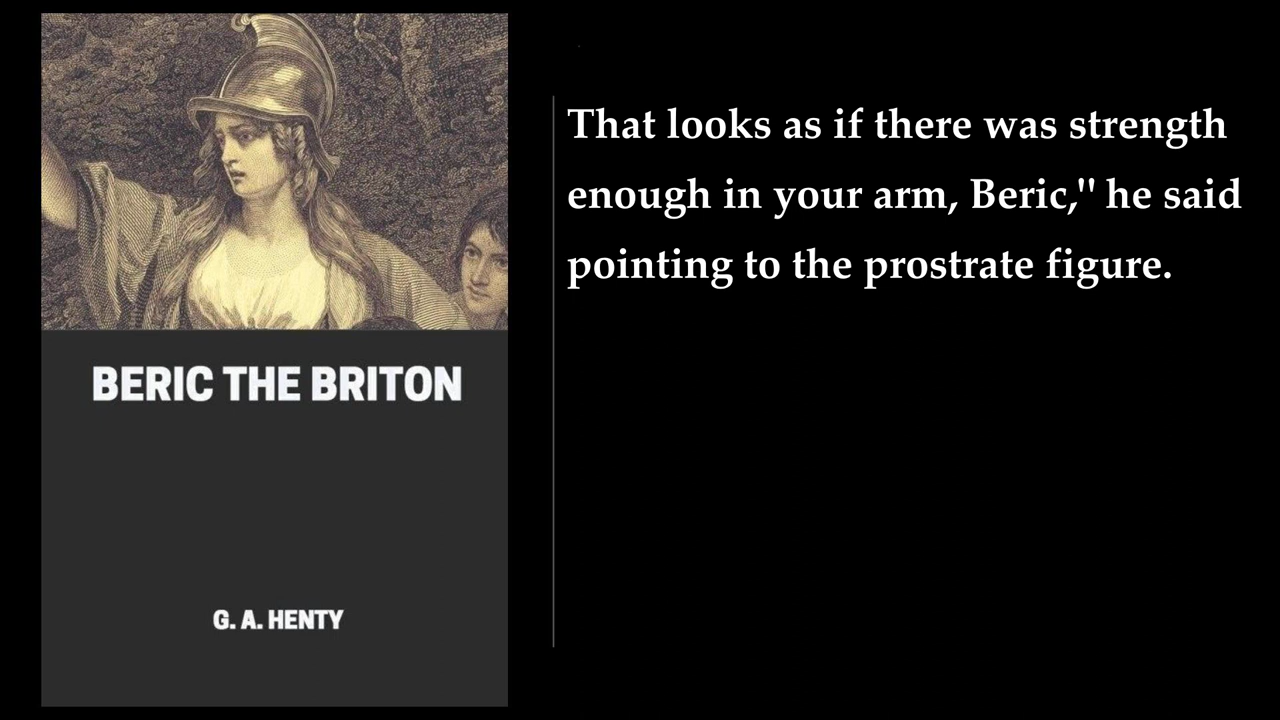 BERIC THE BRITON
G. A. HENTY
That looks as if there was strength
enough in your arm, Beric," he said
pointing to the prostrate figure.